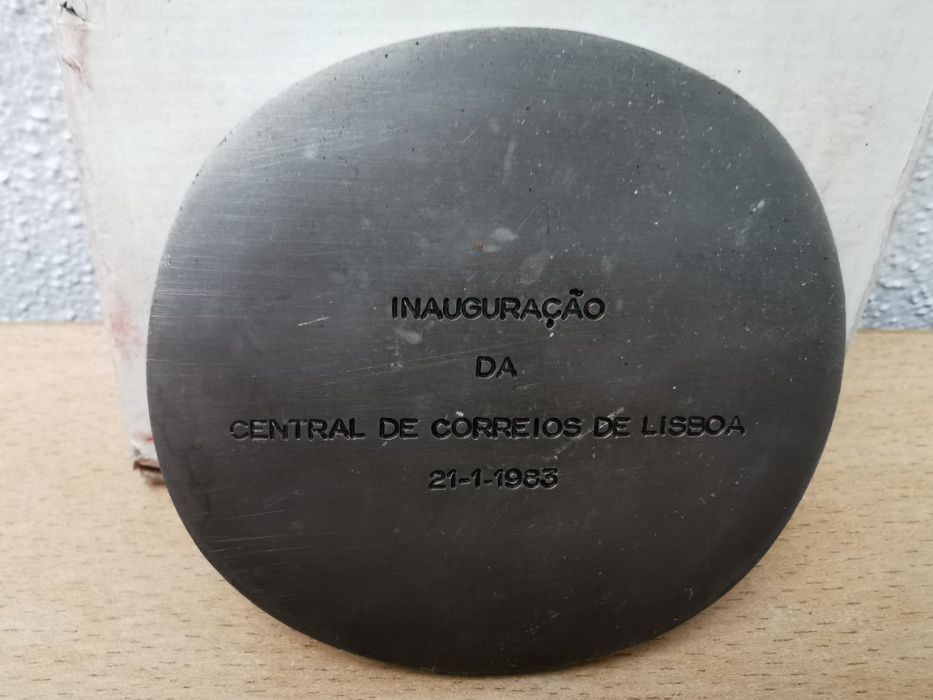 INAUGURAÇÃO
DA
CENTRAL DE CORREIOS DE LISBOA
21-1-1983